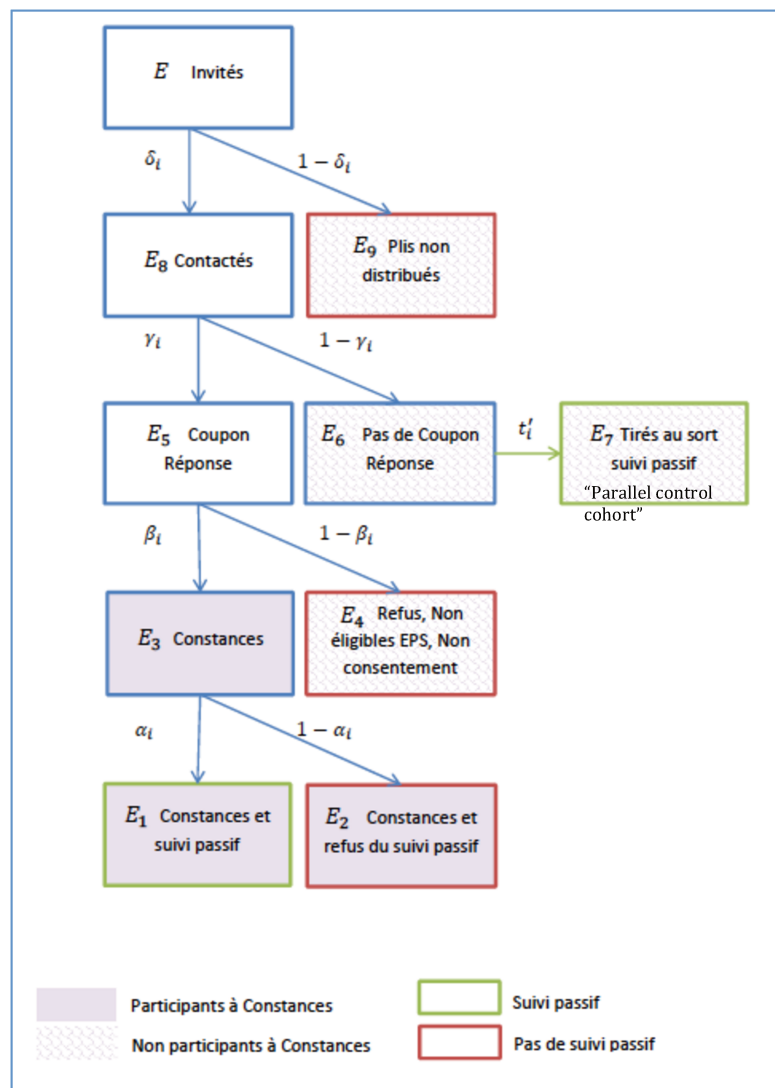 E Invités
δi
1 − δi
E8 Contactés
E9 Plis non
distribués
γi
1 − γi
E5 Coupon
Réponse
E6 Pas de Coupon
Réponse
t′i
E7 Tirés au sort
suivi passif
“Parallel control
cohort”
βi
1 − βi
E3 Constances
E4 Refus, Non
éligibles EPS, Non
consentement
αi
1 − αi
E1 Constances et
suivi passif
E2 Constances et
refus du suivi passif
Participants à Constances
Suivi passif
Non participants à Constances
Pas de suivi passif